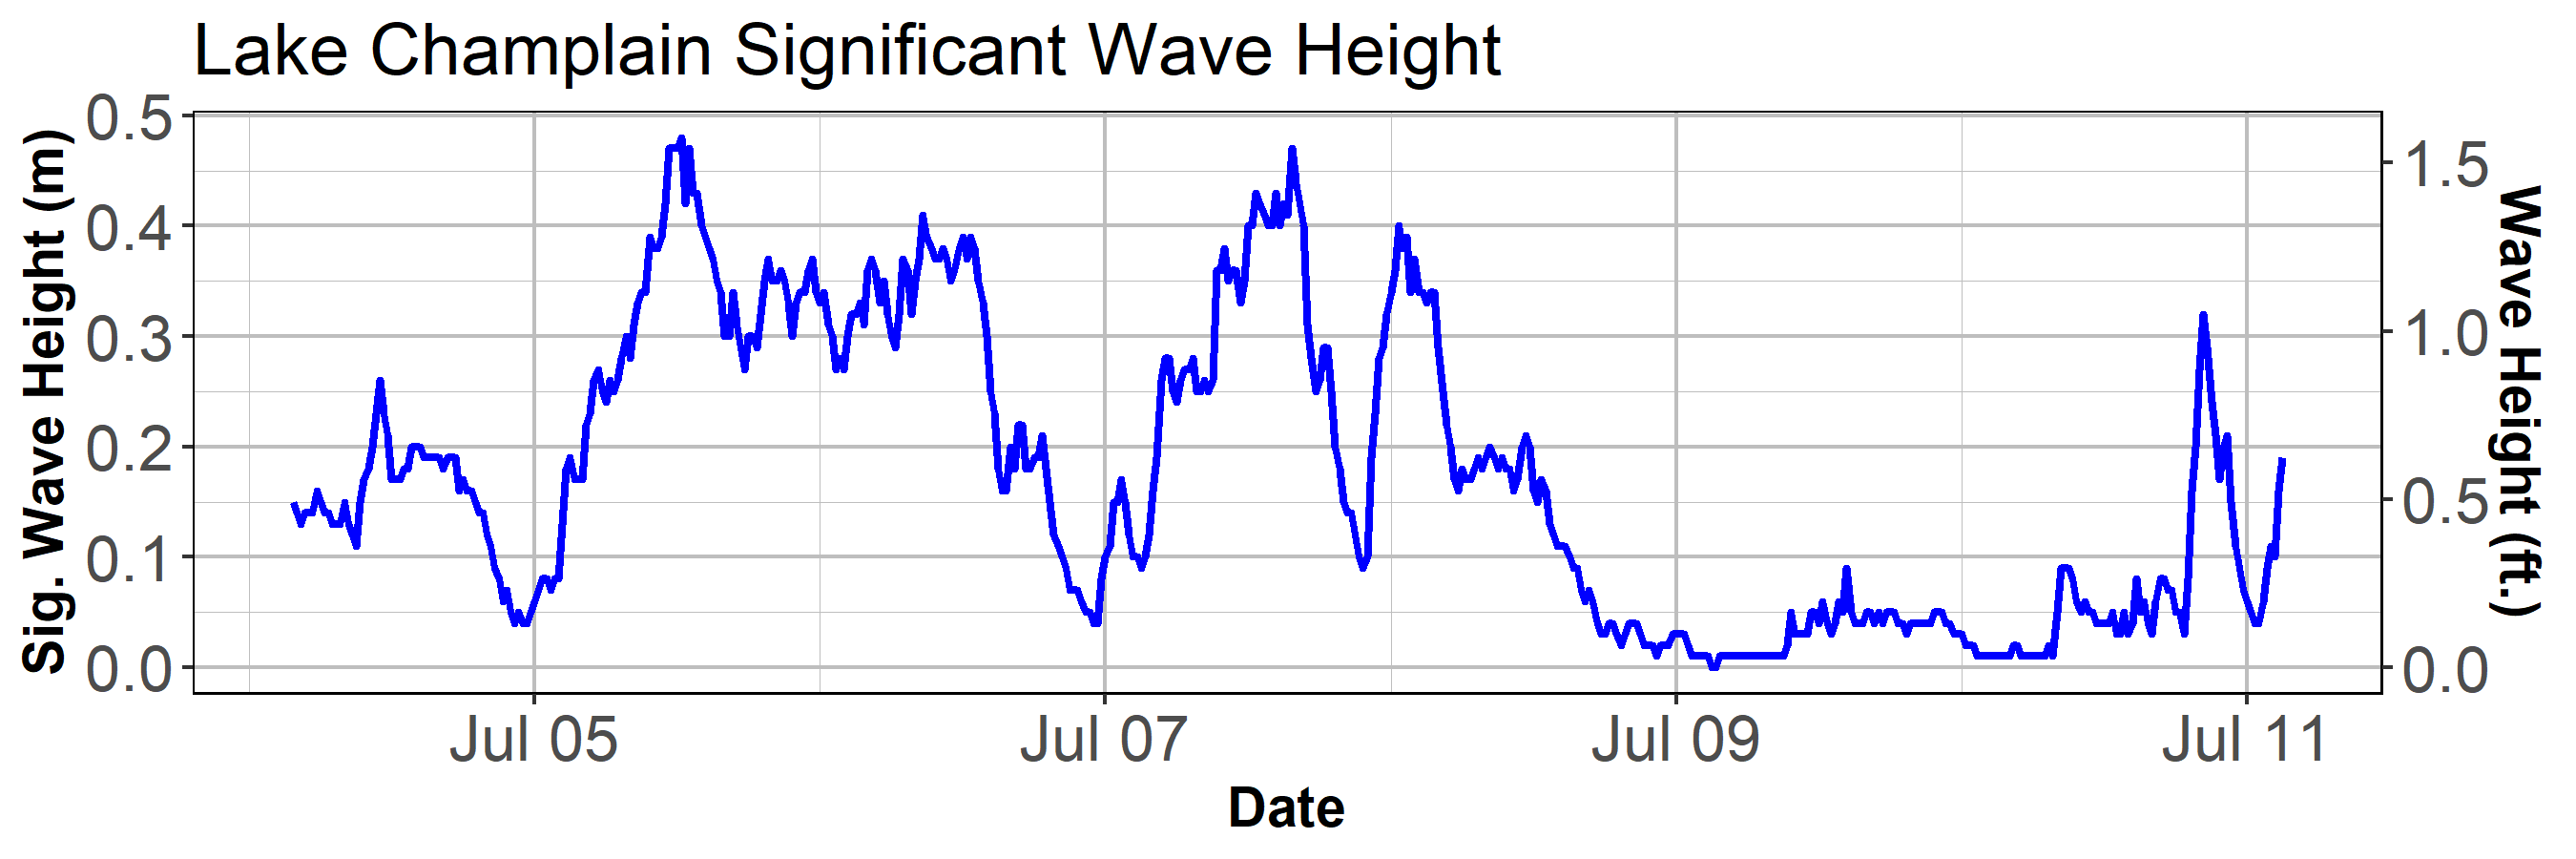 Lake Champlain Significant Wave Height
Sig. Wave Height (m)
0.5
0.4
0.3
0.2
0.1
0.0
1.5
1.0
0.5
0.0
Wave Height (ft.)
Jul 05
Jul 07
Jul 09
Jul 11
Date